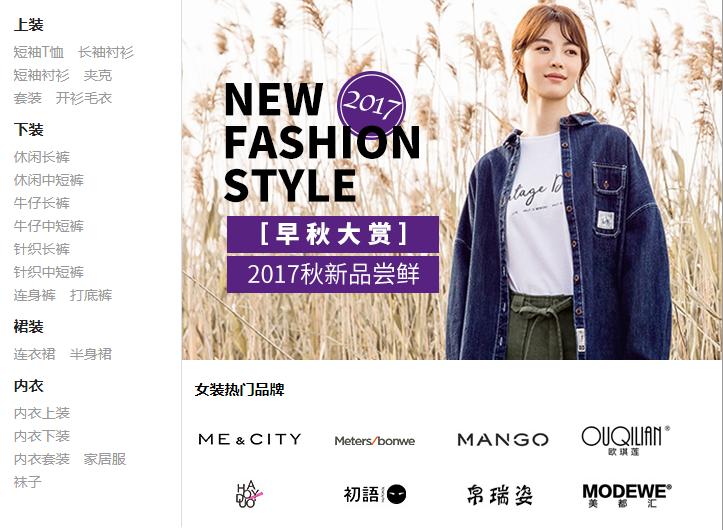 上装
短袖T恤 长袖衬衫
短袖衬衫 夹克
套装 开衫毛衣
下装
休闲长裤
休闲中短裤
牛仔长裤
牛仔中短裤
针织长裤
针织中短裤
连身裤 打底裤
裙装
连衣裙 半身裙
内衣
内衣上装
内衣下装
内衣套装 家居服
袜子
NEW 2017
FASHION
STYLE
[早秋大赏]
2017秋新品尝鲜
女装热门品牌
ME & CITY Meters/bonwe MANGO OUQILIAN®
欧琪莲
初語 帛瑞姿 MODEWE®
美都汇